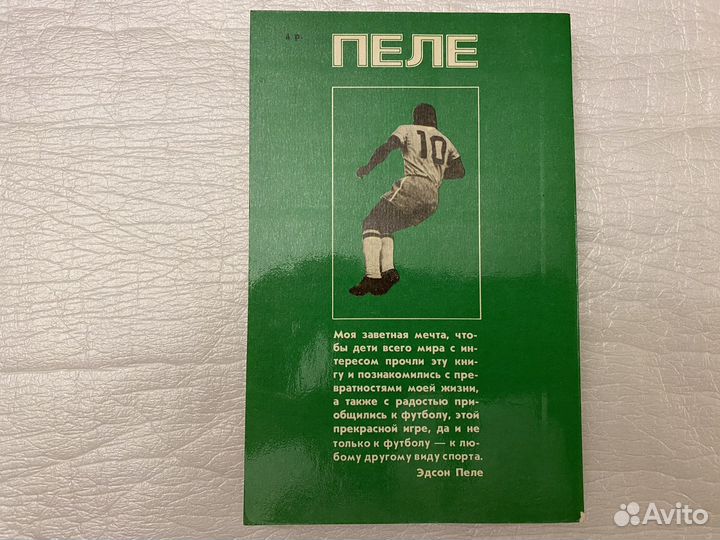 4 р.
ПЕЛЕ
10
Моя заветная мечта, что-
бы дети всего мира с ин-
тересом прочли эту кни-
гу и познакомились с пре-
вратностями моей жизни,
а также с радостью при-
общились к футболу, этой
прекрасной игре, да и не
только к футболу — к лю-
бому другому виду спорта.
Эдсон Пеле
Avito